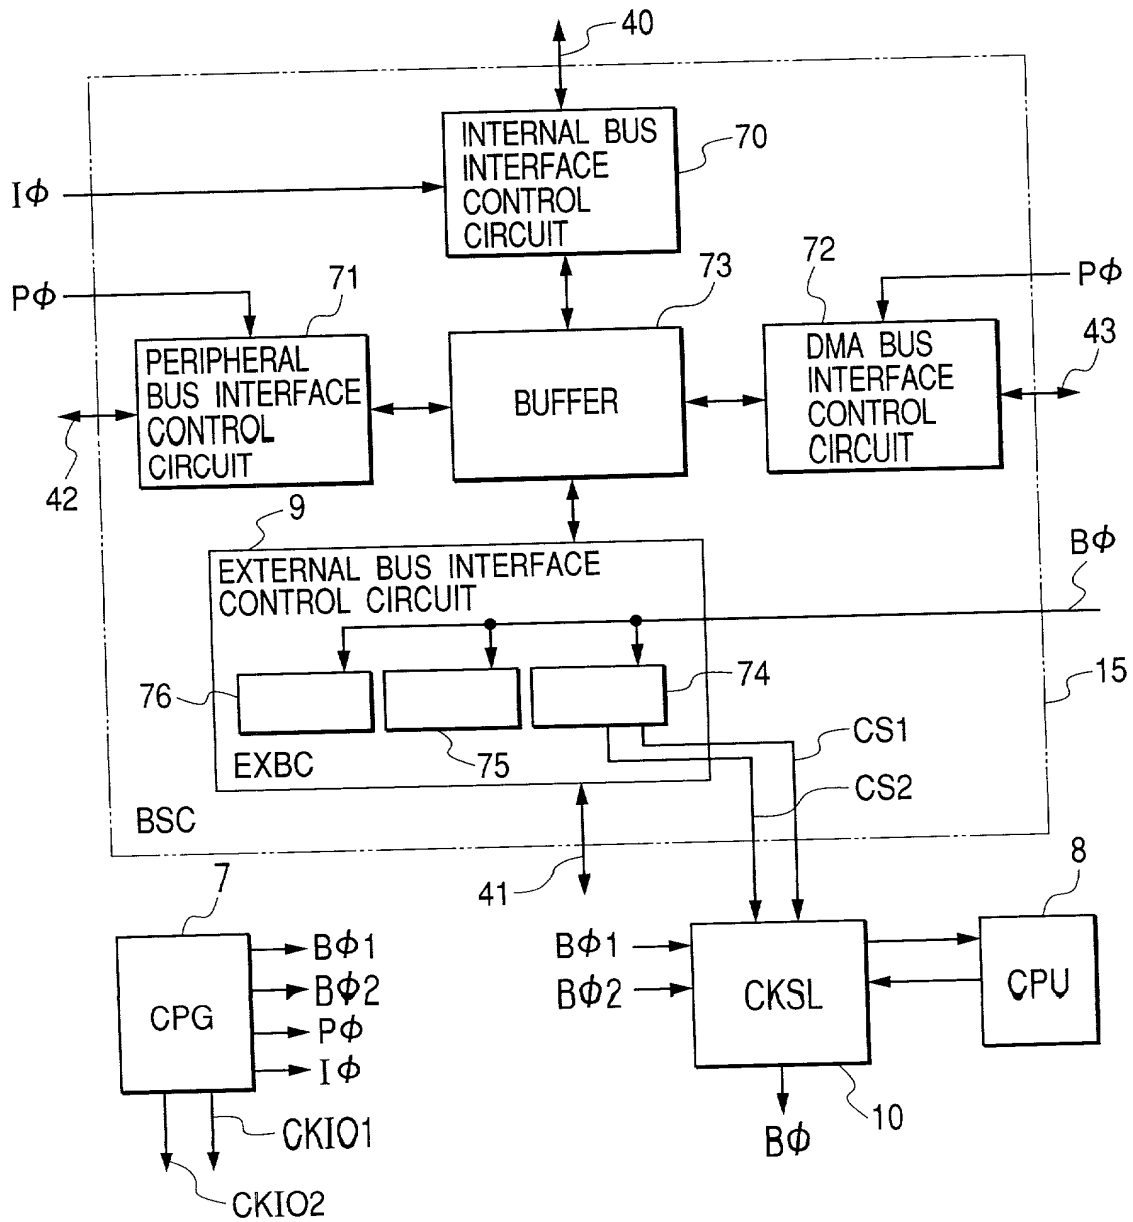 40
INTERNAL BUS
INTERFACE
CONTROL
CIRCUIT
70
IΦ
PΦ
71
73
72
PΦ
PERIPHERAL
BUS INTERFACE
CONTROL
CIRCUIT
BUFFER
DMA BUS
INTERFACE
CONTROL
CIRCUIT
43
42
9
EXTERNAL BUS INTERFACE
CONTROL CIRCUIT
BΦ
76
75
74
15
EXBC
CS1
CS2
BSC
41
7
8
CPG
BΦ1
BΦ2
PΦ
IΦ
BΦ1
BΦ2
CKSL
CPU
10
CKIO1
CKIO2
BΦ